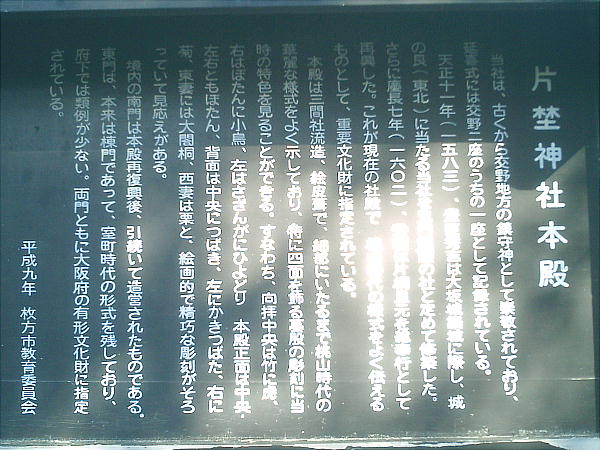 片埜神社本殿
当社は、古くから交野地方の鎮守神として崇敬されており、
延喜式には交野二座のうちの一座として記録されている。
天正十一年(一五八三)、豊臣秀吉は大坂城築城に際し、城
の艮(東北)に当たる当社を の社と定めて修築した。
さらに慶長七年(一六〇二)、 は片桐且元を 奉行として
再興した。これが現在の社殿で、 時代の様式をよく伝える
ものとして、重要文化財に指定されている。
本殿は三間社流造、桧皮葺で、細部にいたるまで桃山時代の
華麗な様式をよく示しており、特に四面を飾る蟇股の彫刻に当
時の特色を見ることができる。すなわち、向拝中央は竹に虎、
右はぼたんに小鳥、左はさざんかにひよどり 本殿正面は中央・
左右ともぼたん、背面は中央につばき、左にかきつばた、右に
菊、東妻には大閤桐、西妻は栗と、絵画的で精巧な彫刻がそろ
っていて見応えがある。
境内の南門は本殿再復興後、引続いて造営されたものである。
東門は、本来は棟門であって、室町時代の形式を残しており、
府下では類例が少ない。両門ともに大阪府の有形文化財に指定
されている。
平成九年 枚方市教育委員会